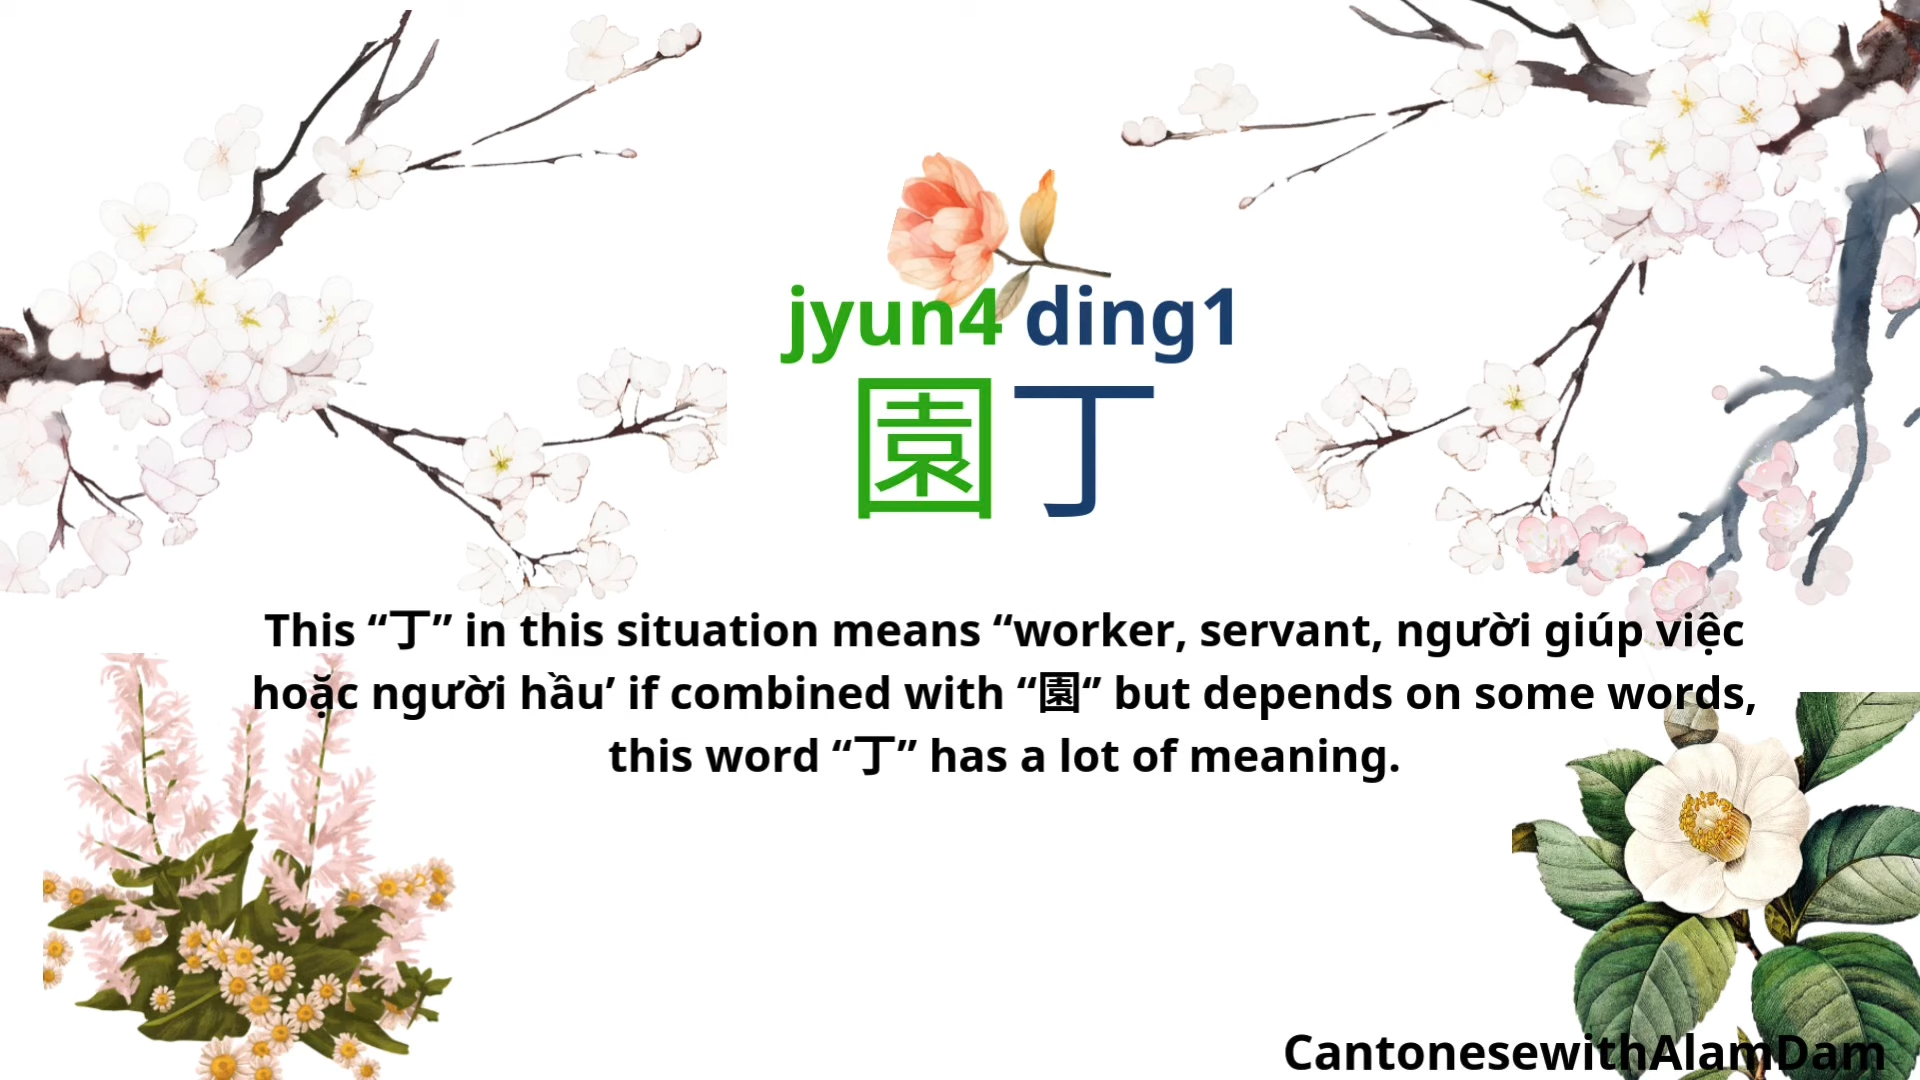 jyun4 ding1
園丁
This “丁” in this situation means “worker, servant, người giúp việc
hoặc người hầu’ if combined with “園“ but depends on some words,
this word “丁” has a lot of meaning.
CantonesewithAlamDam